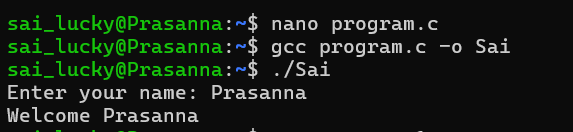 sai_lucky@Prasanna:~$ nano program.c
sai_lucky@Prasanna:~$ gcc program.c -o Sai
sai_lucky@Prasanna:~$ ./Sai
Enter your name: Prasanna
Welcome Prasanna